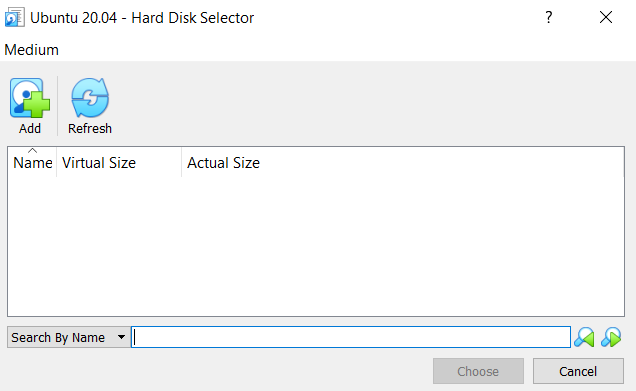 Ubuntu 20.04 - Hard Disk Selector
Medium
Add Refresh
Name Virtual Size Actual Size
Search By Name
Choose Cancel